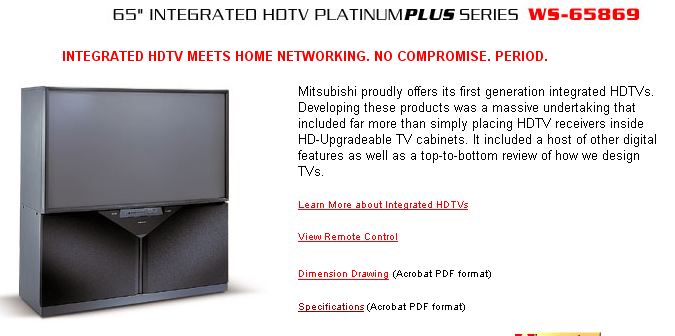 65" INTEGRATED HDTV PLATINUMPLUS SERIES WS-65869
INTEGRATED HDTV MEETS HOME NETWORKING. NO COMPROMISE. PERIOD.
Mitsubishi proudly offers its first generation integrated HDTVs.
Developing these products was a massive undertaking that
included far more than simply placing HDTV receivers inside
HD-Upgradeable TV cabinets. It included a host of other digital
features as well as a top-to-bottom review of how we design
TVs.
Learn More about Integrated HDTVs
View Remote Control
Dimension Drawing (Acrobat PDF format)
Specifications (Acrobat PDF format)